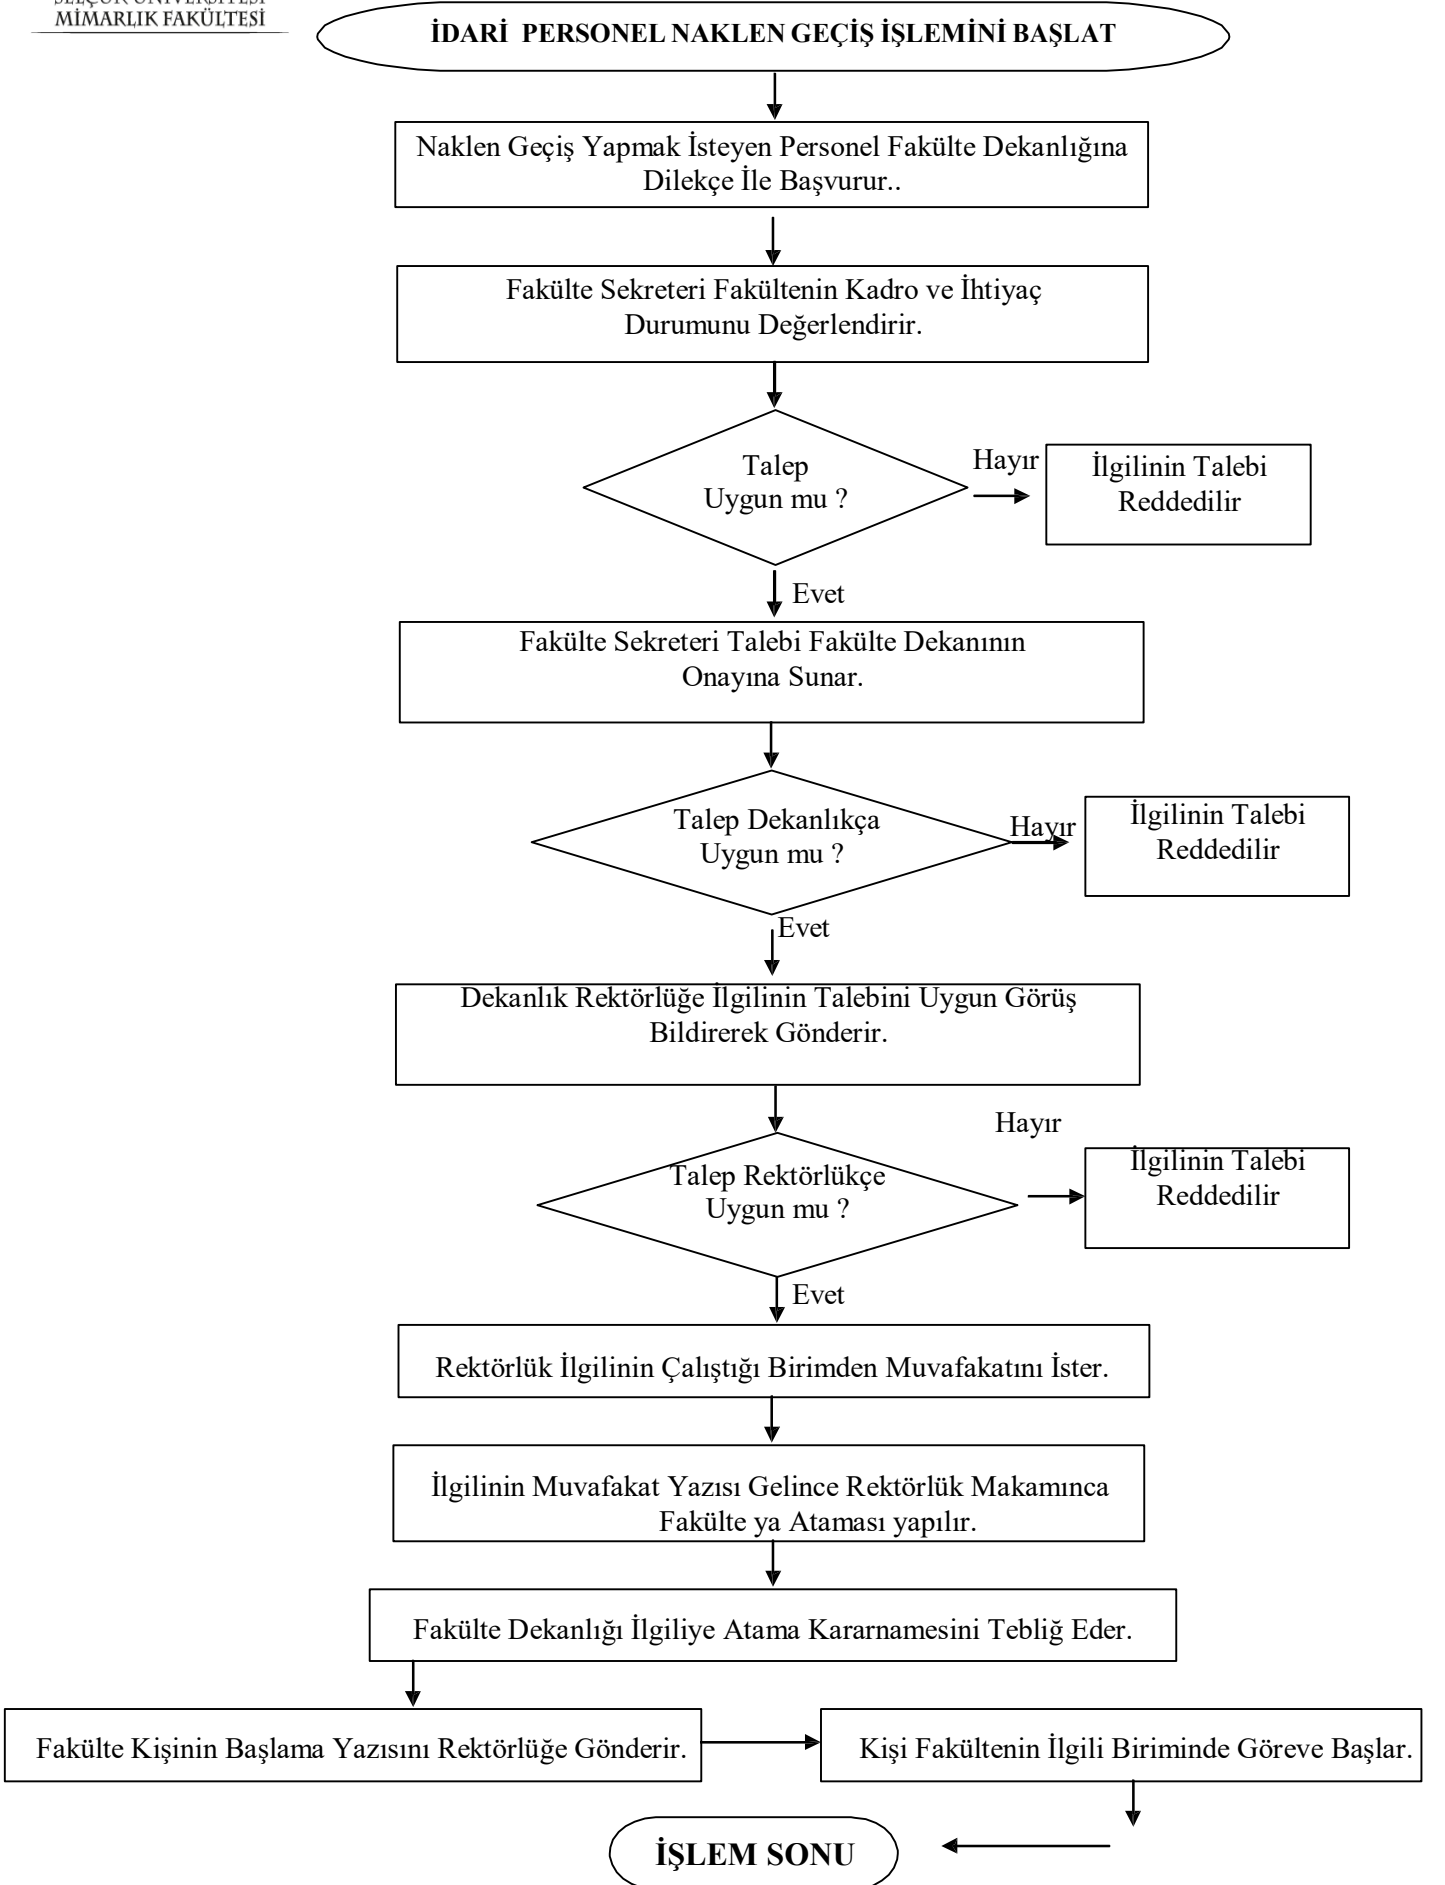 MİMARLIK FAKÜLTESİ
İDARİ PERSONEL NAKLEN GEÇİŞ İŞLEMİNİ BAŞLAT
Naklen Geçiş Yapmak İsteyen Personel Fakülte Dekanlığına
Dilekçe İle Başvurur..
Fakülte Sekreteri Fakültenin Kadro ve İhtiyaç
Durumunu Değerlendirir.
Talep
Uygun mu ?
Hayır
İlgilinin Talebi
Reddedilir
Evet
Fakülte Sekreteri Talebi Fakülte Dekanının
Onayına Sunar.
Talep Dekanlıkça
Uygun mu ?
Hayır
İlgilinin Talebi
Reddedilir
Evet
Dekanlık Rektörlüğe İlgilinin Talebini Uygun Görüş
Bildirerek Gönderir.
Hayır
Talep Rektörlükçe
Uygun mu ?
İlgilinin Talebi
Reddedilir
Evet
Rektörlük İlgilinin Çalıştığı Birimden Muvafakatını İster.
İlgilinin Muvafakat Yazısı Gelince Rektörlük Makamınca
Fakülte ya Ataması yapılır.
Fakülte Dekanlığı İlgiliye Atama Kararnamesini Tebliğ Eder.
Fakülte Kişinin Başlama Yazısını Rektörlüğe Gönderir.
Kişi Fakültenin İlgili Biriminde Göreve Başlar.
İŞLEM SONU